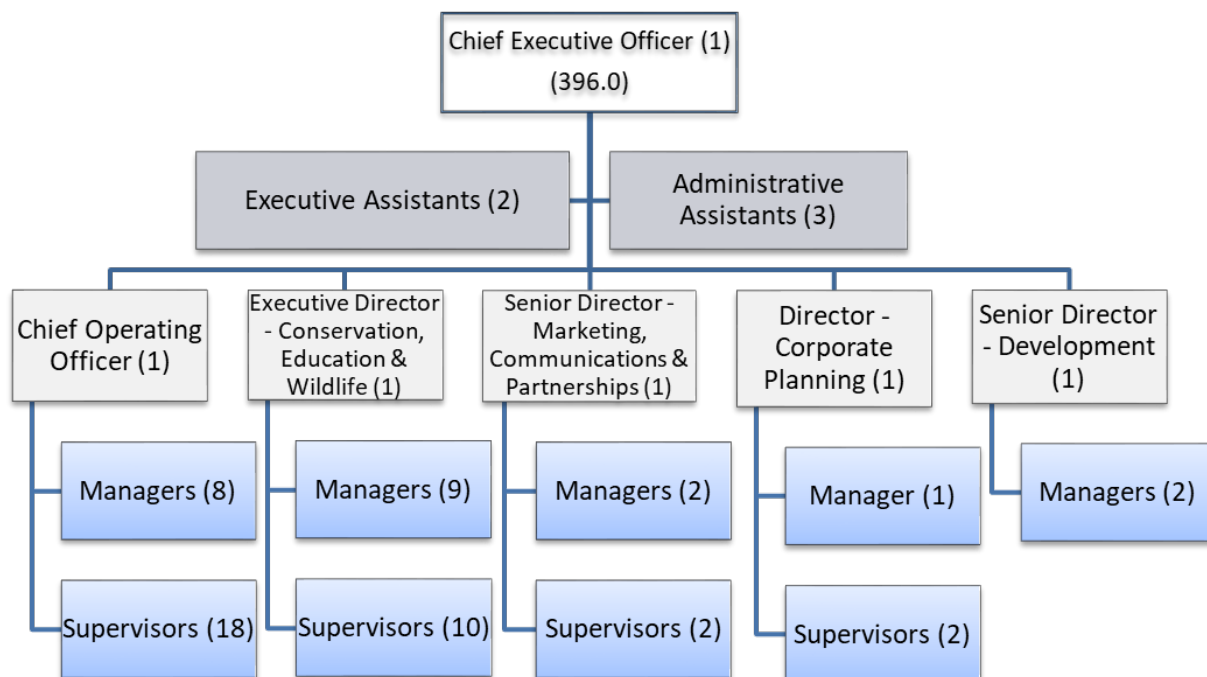 Chief Executive Officer (1)
(396.0)
Executive Assistants (2)
Administrative
Assistants (3)
Chief Operating
Officer (1)
Executive Director
- Conservation,
Education &
Wildlife (1)
Senior Director -
Marketing,
Communications &
Partnerships (1)
Director -
Corporate
Planning (1)
Senior Director
- Development
(1)
Managers (8)
Managers (9)
Managers (2)
Manager (1)
Managers (2)
Supervisors (18)
Supervisors (10)
Supervisors (2)
Supervisors (2)